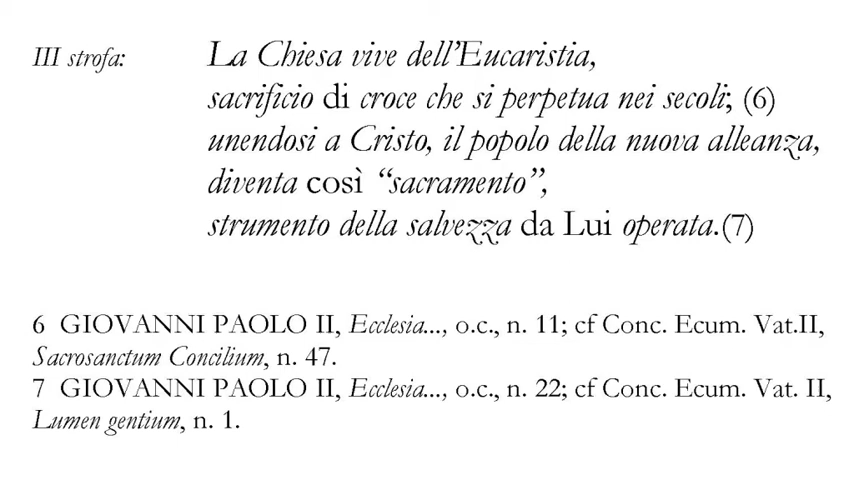 III strofa: La Chiesa vive dell’Eucaristia,
sacrificio di croce che si perpetua nei secoli; (6)
unendosi a Cristo, il popolo della nuova alleanza,
diventa così “sacramento”,
strumento della salvezza da Lui operata.(7)
6 GIOVANNI PAOLO II, Ecclesia..., o.c., n. 11; cf Conc. Ecum. Vat.II,
Sacrosanctum Concilium, n. 47.
7 GIOVANNI PAOLO II, Ecclesia..., o.c., n. 22; cf Conc. Ecum. Vat. II,
Lumen gentium, n. 1.